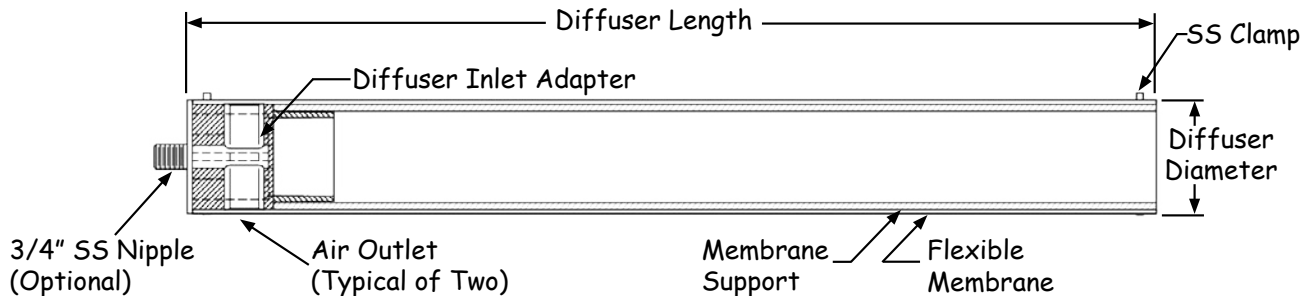 Diffuser Length
SS Clamp
Diffuser Inlet Adapter
Diffuser
Diameter
3/4" SS Nipple
(Optional)
Air Outlet
(Typical of Two)
Membrane
Support
Flexible
Membrane